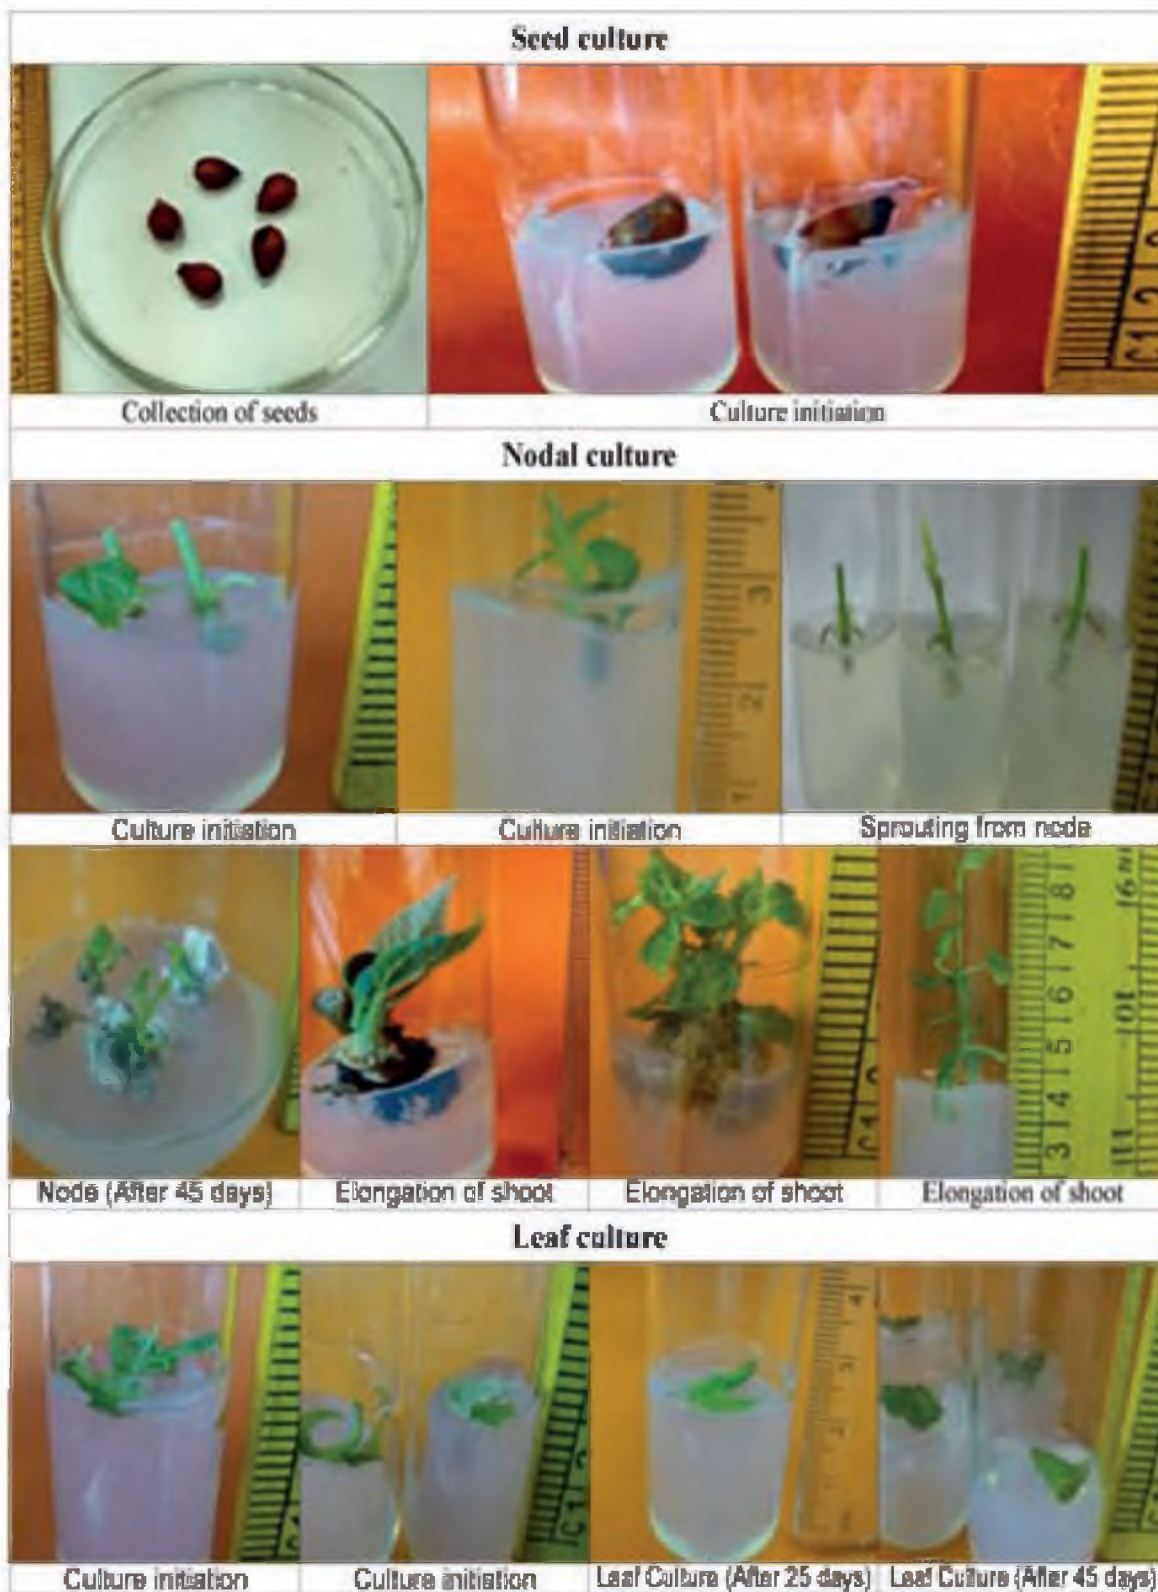 Seed culture
Collection of seeds
Culture initiation
Nodal culture
Culture initiation
Culture initiation
Sprouting from node
Node (After 45 days)
Elongation of shoot
Elongation of shoot
Elongation of shoot
Leaf culture
Culture initiation
Culture initiation
Leaf Culture (After 25 days)
Leaf Culture (After 45 days)